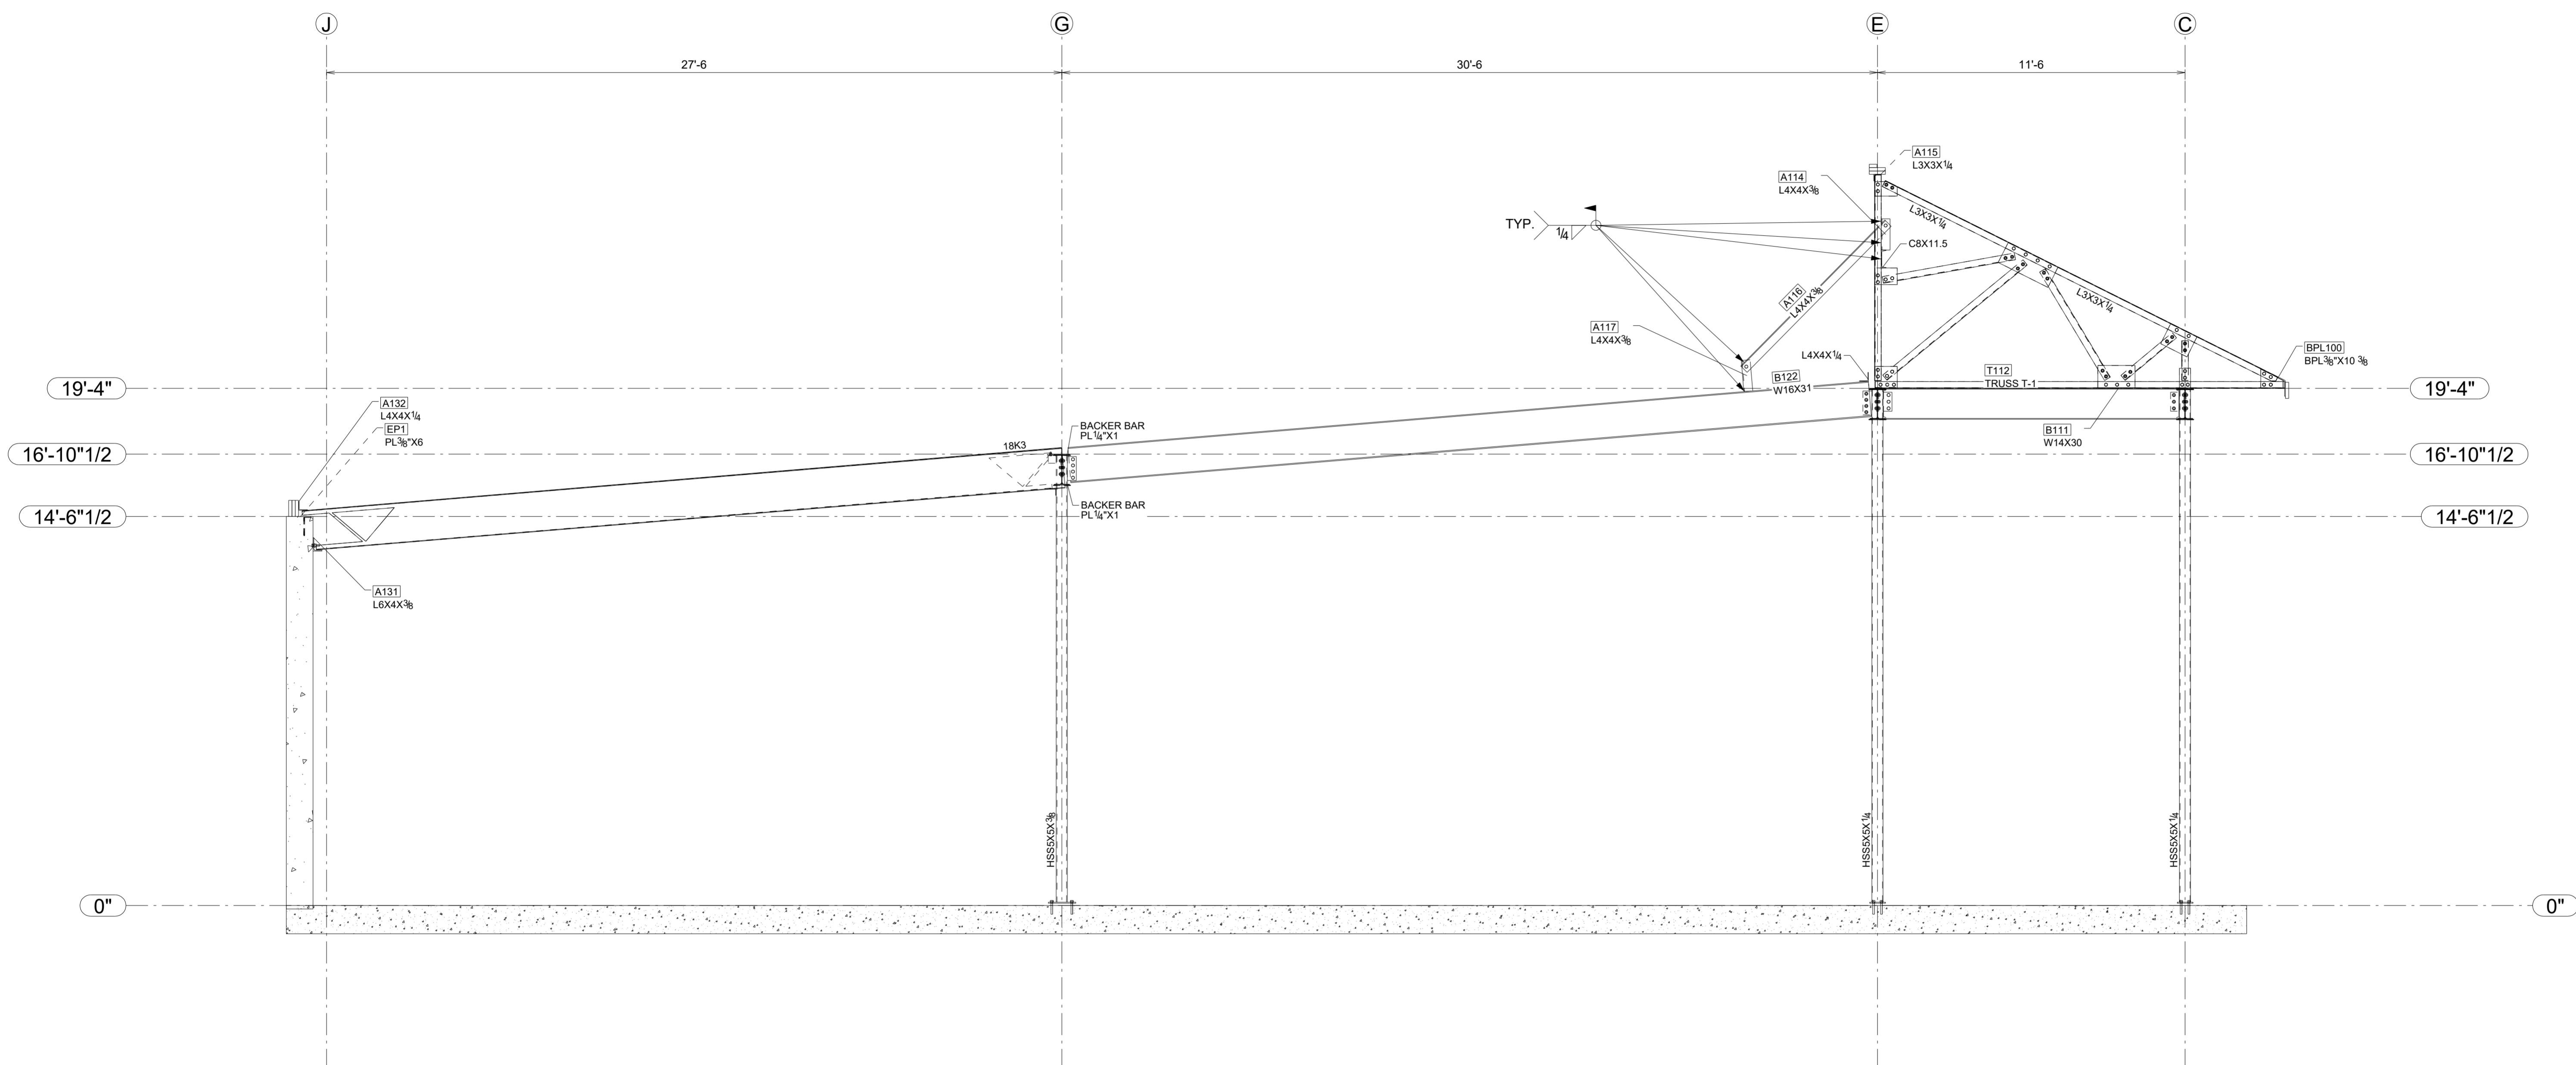 J
G
E
C
27'-6
30'-6
11'-6
A115
L3X3X1/4
A114
L4X4X3/8
L3X3X1/4
TYP.
1/4
C8X11.5
A116
L4X4X3/8
L3X3X1/4
A117
L4X4X3/8
L4X4X1/4
BPL100
BPL3/8"X10 3/8
B122
W16X31
T112
TRUSS T-1
19'-4"
19'-4"
A132
L4X4X1/4
EP1
PL3/8"X6
BACKER BAR
PL1/4"X1
B111
W14X30
18K3
16'-10"1/2
16'-10"1/2
BACKER BAR
PL1/4"X1
14'-6"1/2
14'-6"1/2
A131
L6X4X3/8
HSS5X5X3/8
HSS5X5X1/4
HSS5X5X1/4
0"
0"